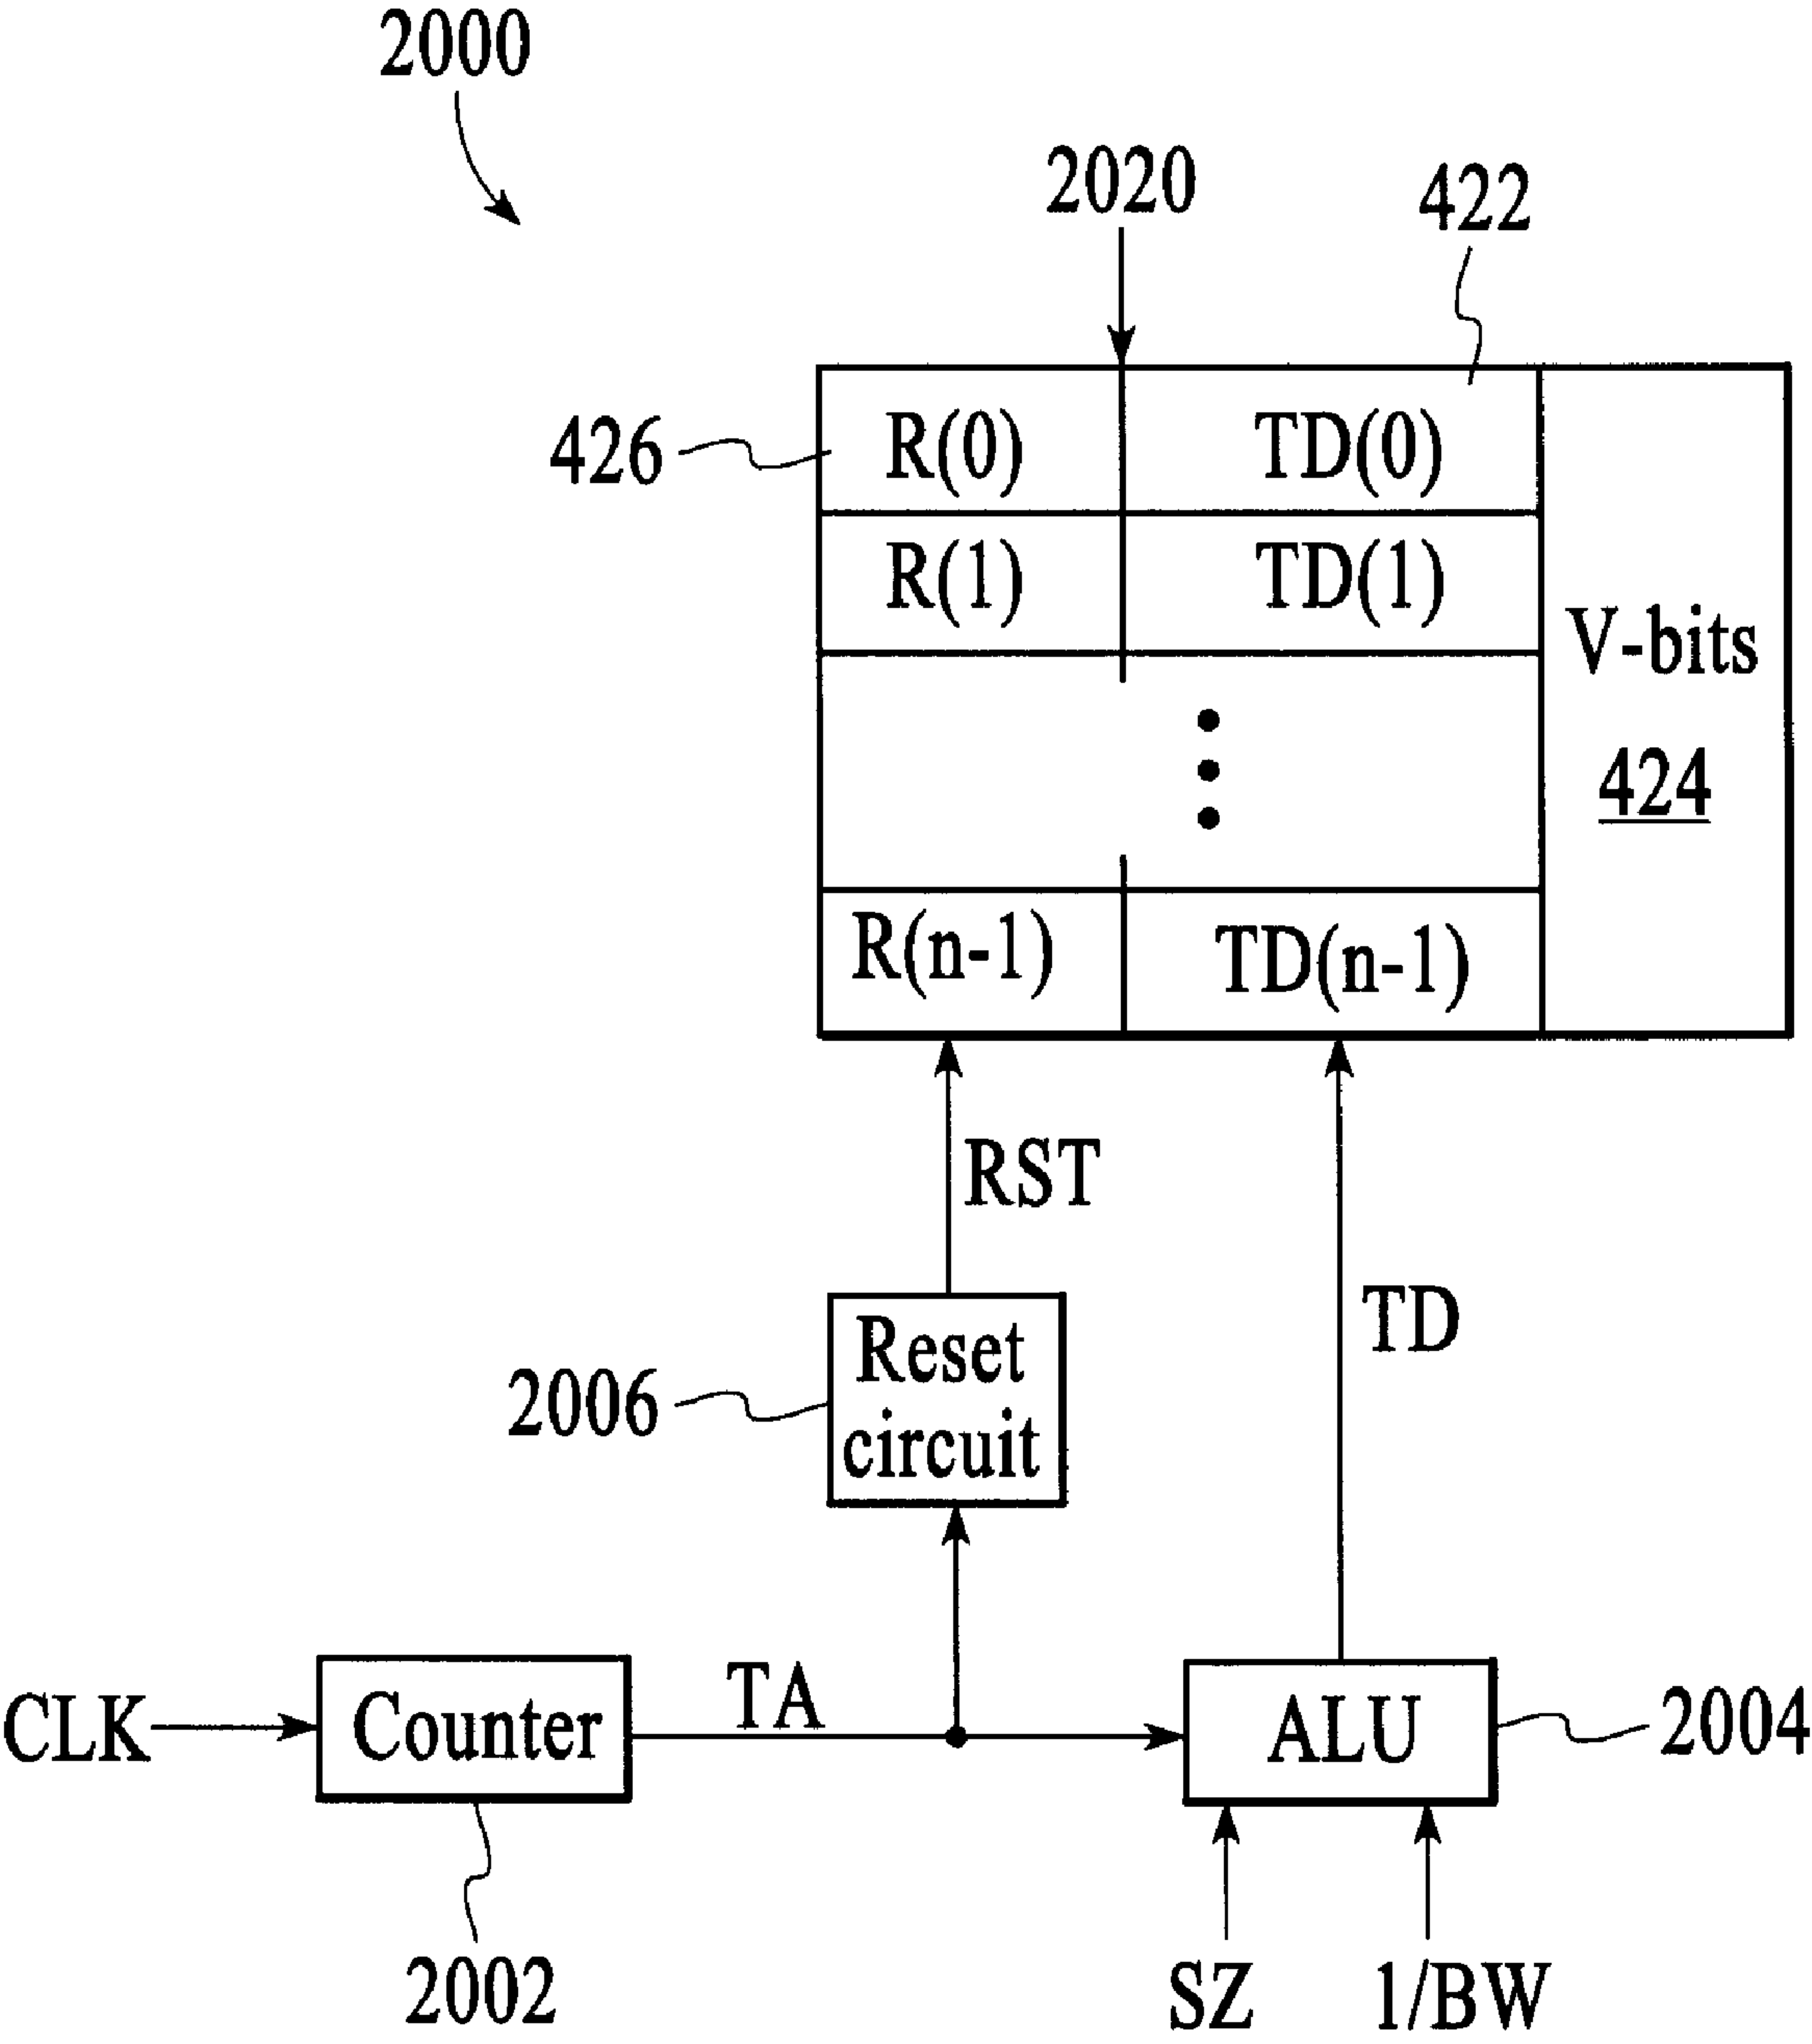 2000
2020
422
426
R(0) TD(0)
R(1) TD(1)
V-bits
424
R(n-1) TD(n-1)
RST
TD
2006
Reset
circuit
TA
CLK
Counter
ALU
2004
2002
SZ
1/BW